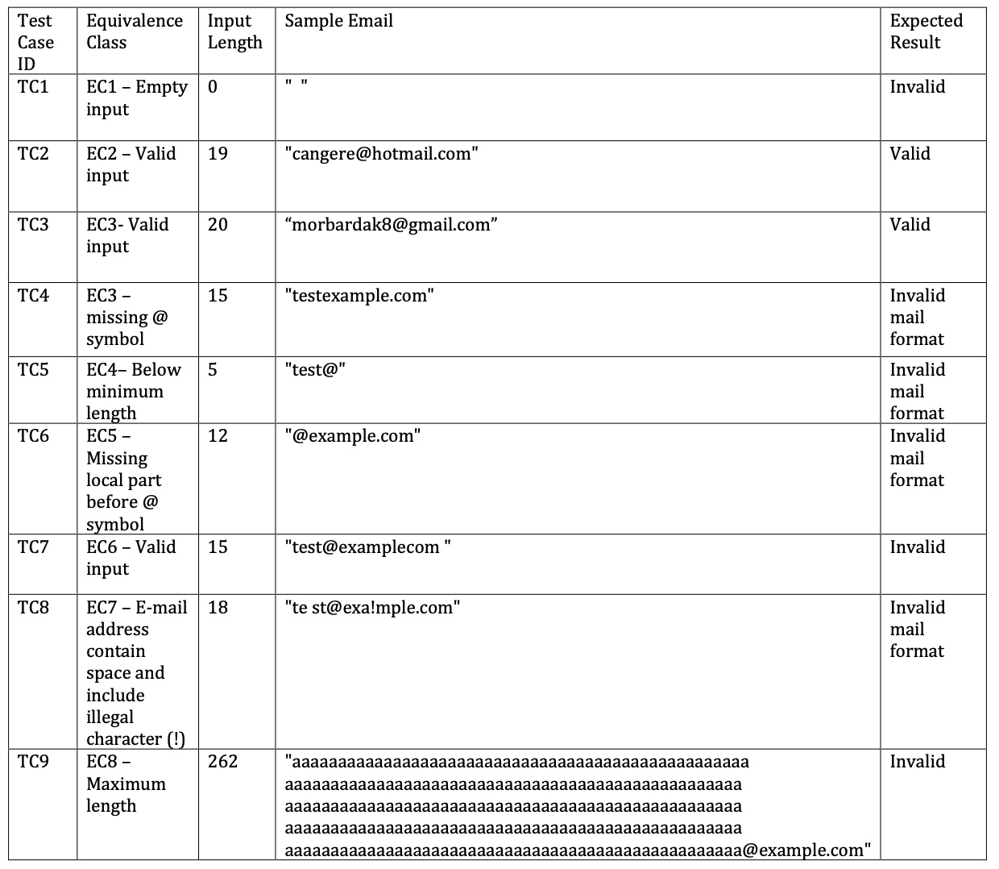 Test
Case
ID
Equivalence
Class
Input
Length
Sample Email
Expected
Result
TC1
EC1 – Empty
input
0
"  "
Invalid
TC2
EC2 – Valid
input
19
"cangere@hotmail.com"
Valid
TC3
EC3- Valid
input
20
“morbardak8@gmail.com”
Valid
TC4
EC3 –
missing @
symbol
15
"testexample.com"
Invalid
mail
format
TC5
EC4– Below
minimum
length
5
"test@"
Invalid
mail
format
TC6
EC5 –
Missing
local part
before @
symbol
12
"@example.com"
Invalid
mail
format
TC7
EC6 – Valid
input
15
"test@examplecom "
Invalid
TC8
EC7 – E-mail
address
contain
space and
include
illegal
character (!)
18
"te st@exa!mple.com"
Invalid
mail
format
TC9
EC8 –
Maximum
length
262
"aaaaaaaaaaaaaaaaaaaaaaaaaaaaaaaaaaaaaaaaaaaaaaaaaa
aaaaaaaaaaaaaaaaaaaaaaaaaaaaaaaaaaaaaaaaaaaaaaaaaa
aaaaaaaaaaaaaaaaaaaaaaaaaaaaaaaaaaaaaaaaaaaaaaaaaa
aaaaaaaaaaaaaaaaaaaaaaaaaaaaaaaaaaaaaaaaaaaaaaaaaa
aaaaaaaaaaaaaaaaaaaaaaaaaaaaaaaaaaaaaaaaaaaaaaaaaa@example.com"
Invalid